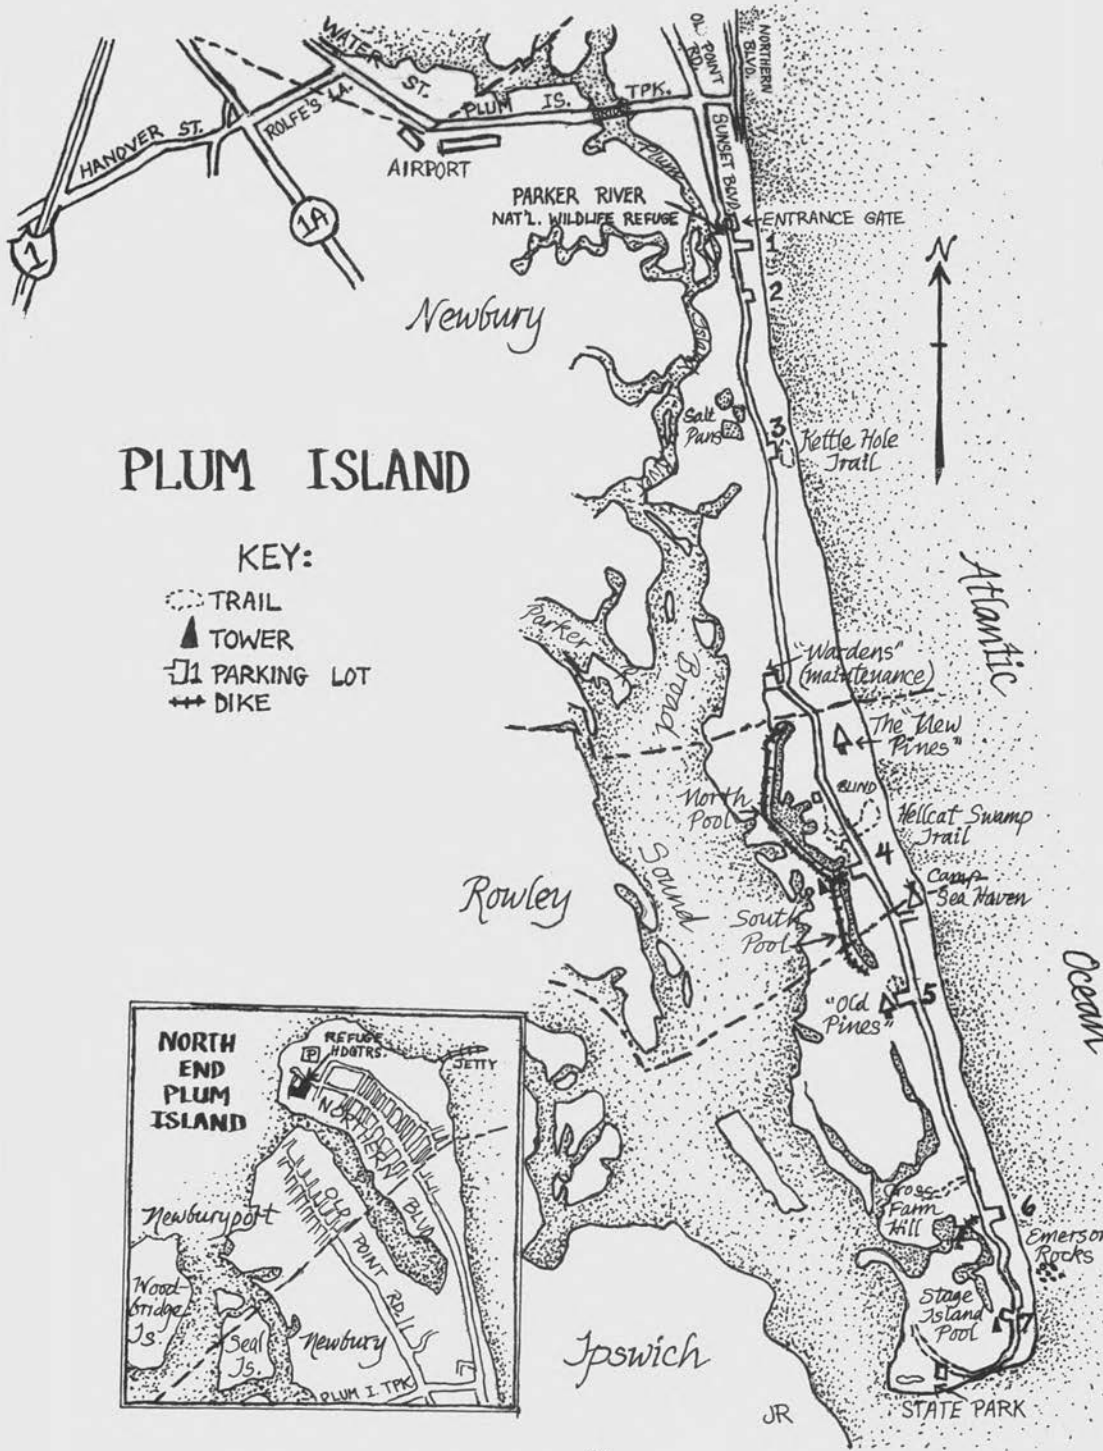 WATER ST.
OL POINT RD.
NORTHERN BLVD.
HANOVER ST.
ROLFE'S LA.
PLUM IS. TPK.
BRIDGE
SUNSET BLVD.
AIRPORT
Plum
PARKER RIVER
NAT'L. WILDLIFE REFUGE
ENTRANCE GATE
1
1A
1
2
N
Newbury
Isle
Salt
Pans
3
Kettle Hole
Trail
PLUM ISLAND
KEY:
TRAIL
TOWER
1 PARKING LOT
DIKE
RIV.
Parker
Broad
Sound
Atlantic
Ocean
"Wardens"
(maintenance)
The "New
Pines"
BLIND
North
Pool
Hellcat Swamp
Trail
4
Camp
Sea Haven
Rowley
South
Pool
"Old
Pines"
5
NORTH
END
PLUM
ISLAND
P
REFUGE
HDQTRS.
JETTY
NORTHERN BLVD.
OLD POINT RD.
Newburyport
Wood-
bridge
Is.
Seal
Is.
Newbury
PLUM I. TPK.
Cross
Farm
Hill
6
Emerson
Rocks
Stage
Island
Pool
7
Ipswich
STATE PARK
JR